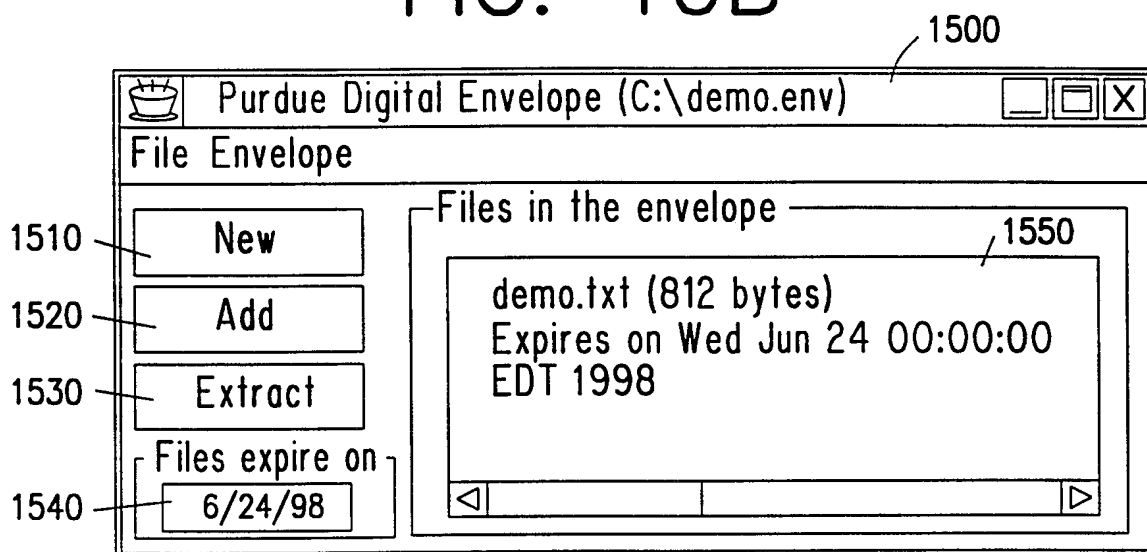 FIG. 15B
1500
Purdue Digital Envelope (C:\demo.env)
File Envelope
1510
New
1520
Add
1530
Extract
Files expire on
1540
6/24/98
Files in the envelope
1550
demo.txt (812 bytes)
Expires on Wed Jun 24 00:00:00
EDT 1998